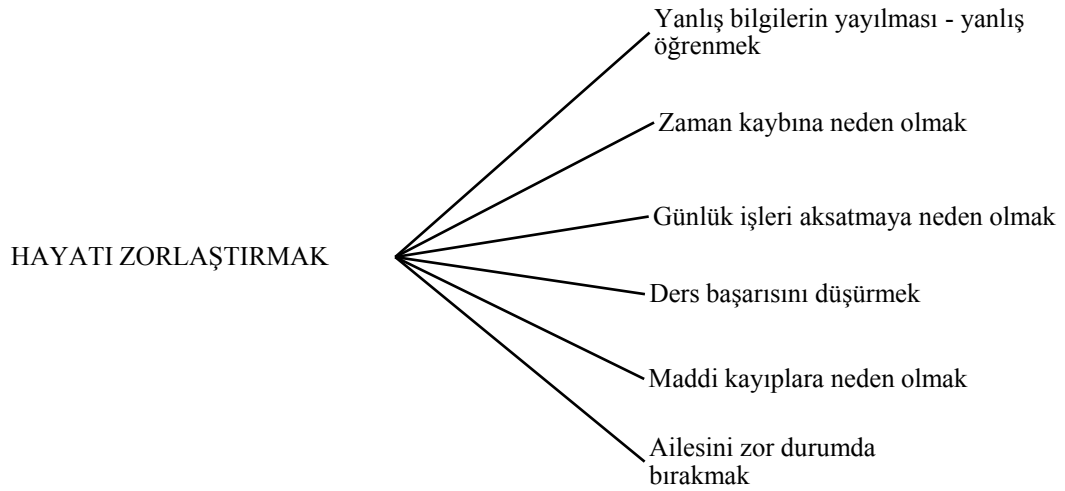 Yanlış bilgilerin yayılması - yanlış
öğrenmek
Zaman kaybına neden olmak
Günlük işleri aksatmaya neden olmak
HAYATI ZORLAŞTIRMAK
Ders başarısını düşürmek
Maddi kayıplara neden olmak
Ailesini zor durumda
bırakmak